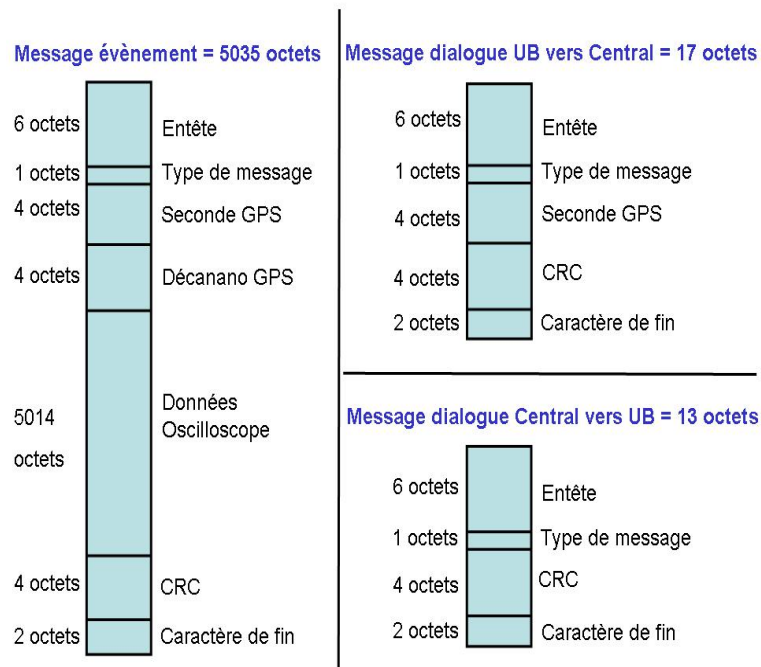 Message évènement = 5035 octets
6 octets
Entête
1 octets
Type de message
4 octets
Seconde GPS
4 octets
Décanano GPS
5014
octets
Données
Oscilloscope
4 octets
CRC
2 octets
Caractère de fin
Message dialogue UB vers Central = 17 octets
6 octets
Entête
1 octets
Type de message
4 octets
Seconde GPS
4 octets
CRC
2 octets
Caractère de fin
Message dialogue Central vers UB = 13 octets
6 octets
Entête
1 octets
Type de message
4 octets
CRC
2 octets
Caractère de fin